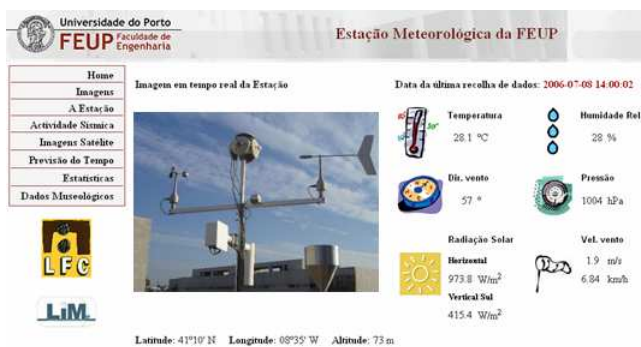 Universidade do Porto
FEUP Faculdade de Engenharia
Estação Meteorológica da FEUP
Home
Imagens
A Estação
Actividade Sísmica
Imagens Satélite
Previsão do Tempo
Estatísticas
Dados Museológicos
LFC
LiM
Imagem em tempo real da Estação
Data da última recolha de dados: 2006-07-08 14:00:02
Temperatura
28.1 ºC
Humidade Rel
28 %
Dir. vento
57 º
Pressão
1004 hPa
Radiação Solar
Horizontal
973.8 W/m²
Vertical Sul
415.4 W/m²
Vel. vento
1.9 m/s
6.84 km/h
Latitude: 41º10' N Longitude: 08º35' W Altitude: 73 m